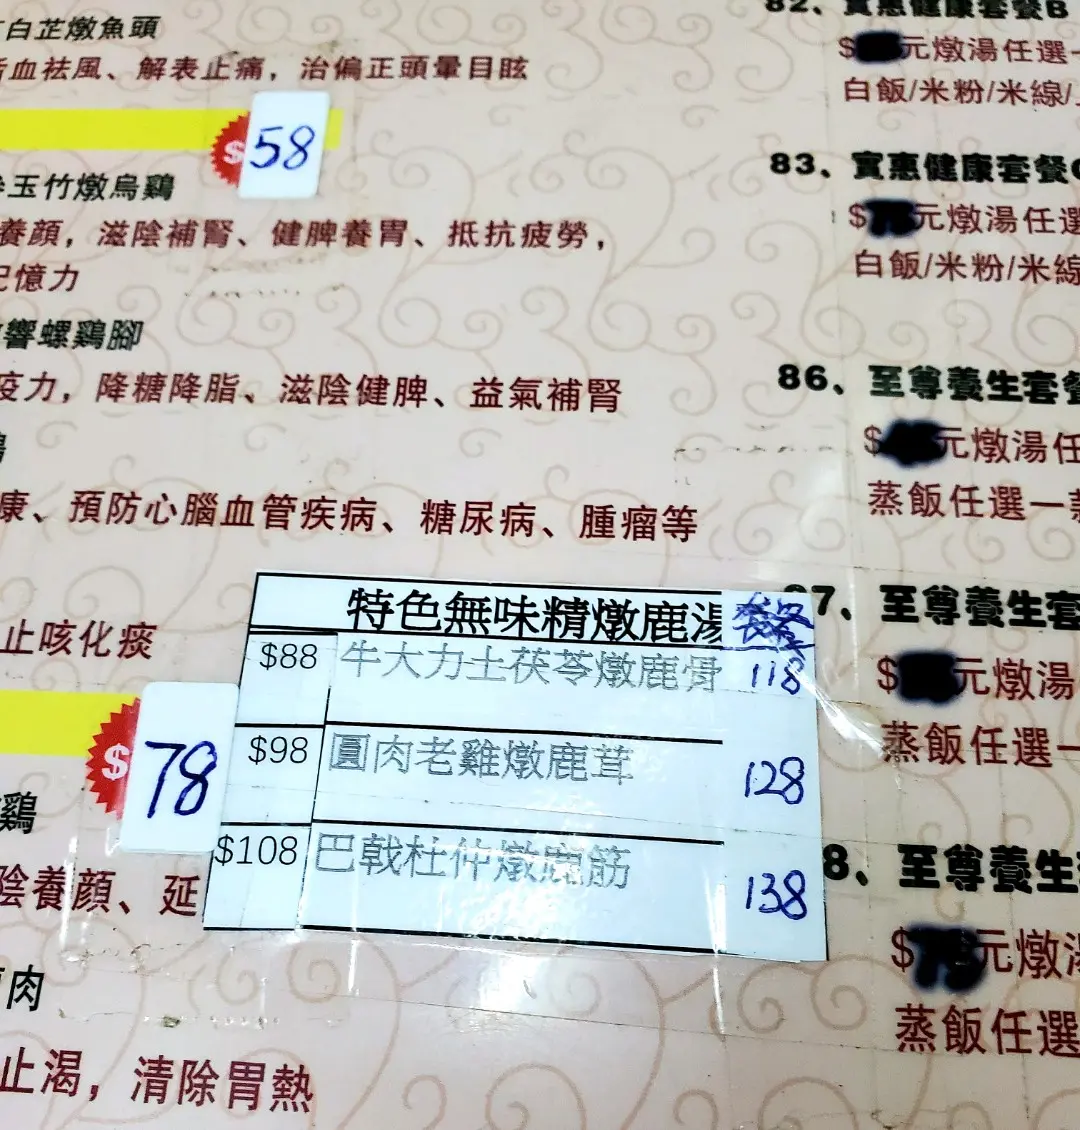 白芷燉魚頭
血祛風、解表止痛，治偏正頭暈目眩
$58
玉竹燉烏鷄
養顏，滋陰補腎、健脾養胃、抵抗疲勞，
記憶力
響螺鷄腳
疫力，降糖降脂、滋陰健脾、益氣補腎
康、預防心腦血管疾病、糖尿病、腫瘤等
止咳化痰
$78
鷄
陰養顏、延
肉
止渴，清除胃熱
特色無味精燉鹿湯 套餐
$88 牛大力土茯苓燉鹿骨 118
$98 圓肉老雞燉鹿茸 128
$108 巴戟杜仲燉鹿筋 138
82、實惠健康套餐B
$元燉湯任選一
白飯/米粉/米線/
83、實惠健康套餐
$元燉湯任選
白飯/米粉/米線
86、至尊養生套餐
$元燉湯任
蒸飯任選一
7、至尊養生套
$元燉湯
蒸飯任選一
8、至尊養生
$元燉湯
蒸飯任選